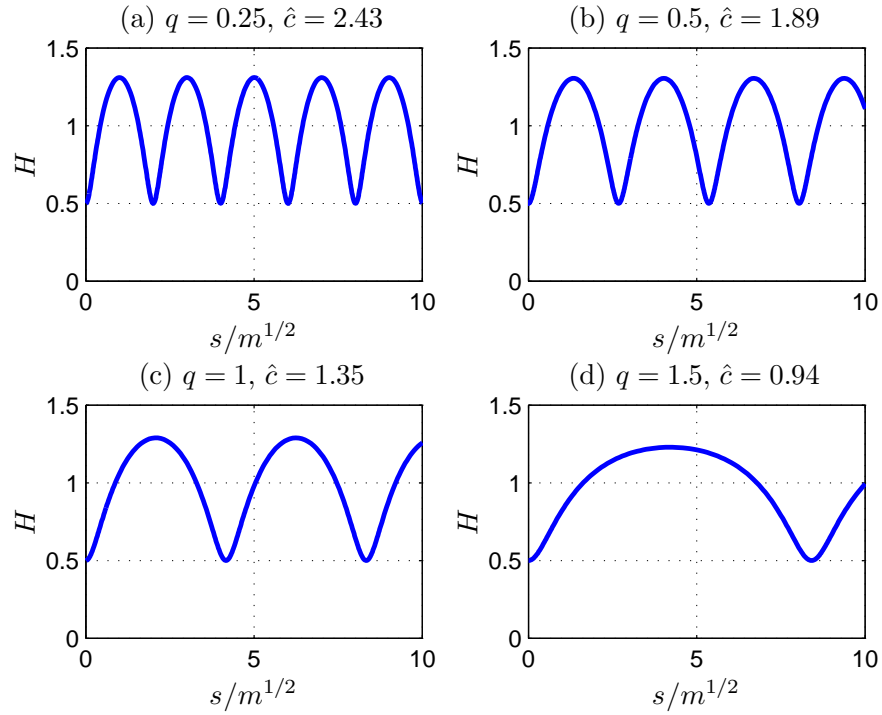 (a) q = 0.25, ĉ = 2.43
1.5
1
0.5
0
H
0 5 10
s/m^{1/2}
(b) q = 0.5, ĉ = 1.89
1.5
1
0.5
0
H
0 5 10
s/m^{1/2}
(c) q = 1, ĉ = 1.35
1.5
1
0.5
0
H
0 5 10
s/m^{1/2}
(d) q = 1.5, ĉ = 0.94
1.5
1
0.5
0
H
0 5 10
s/m^{1/2}